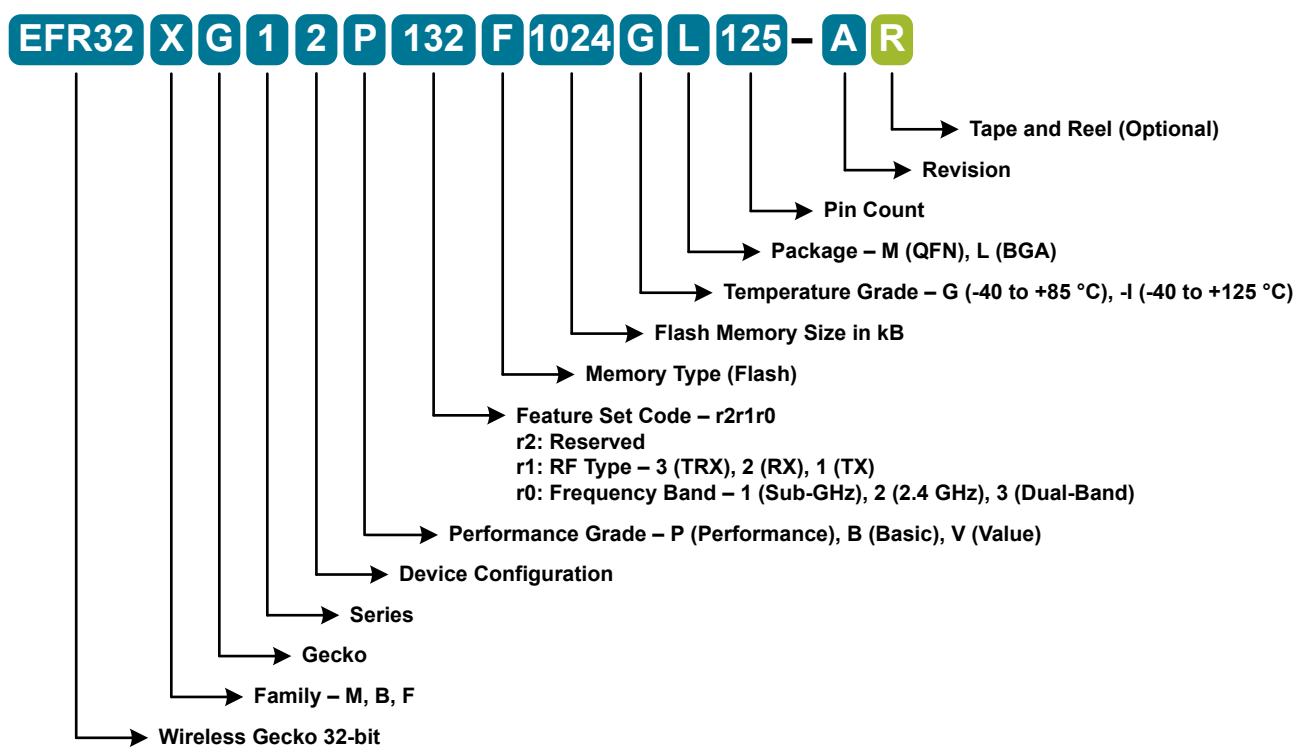 EFR32 X G 1 2 P 132 F 1024 G L 125 – A R
Tape and Reel (Optional)
Revision
Pin Count
Package – M (QFN), L (BGA)
Temperature Grade – G (-40 to +85 °C), -I (-40 to +125 °C)
Flash Memory Size in kB
Memory Type (Flash)
Feature Set Code – r2r1r0
r2: Reserved
r1: RF Type – 3 (TRX), 2 (RX), 1 (TX)
r0: Frequency Band – 1 (Sub-GHz), 2 (2.4 GHz), 3 (Dual-Band)
Performance Grade – P (Performance), B (Basic), V (Value)
Device Configuration
Series
Gecko
Family – M, B, F
Wireless Gecko 32-bit